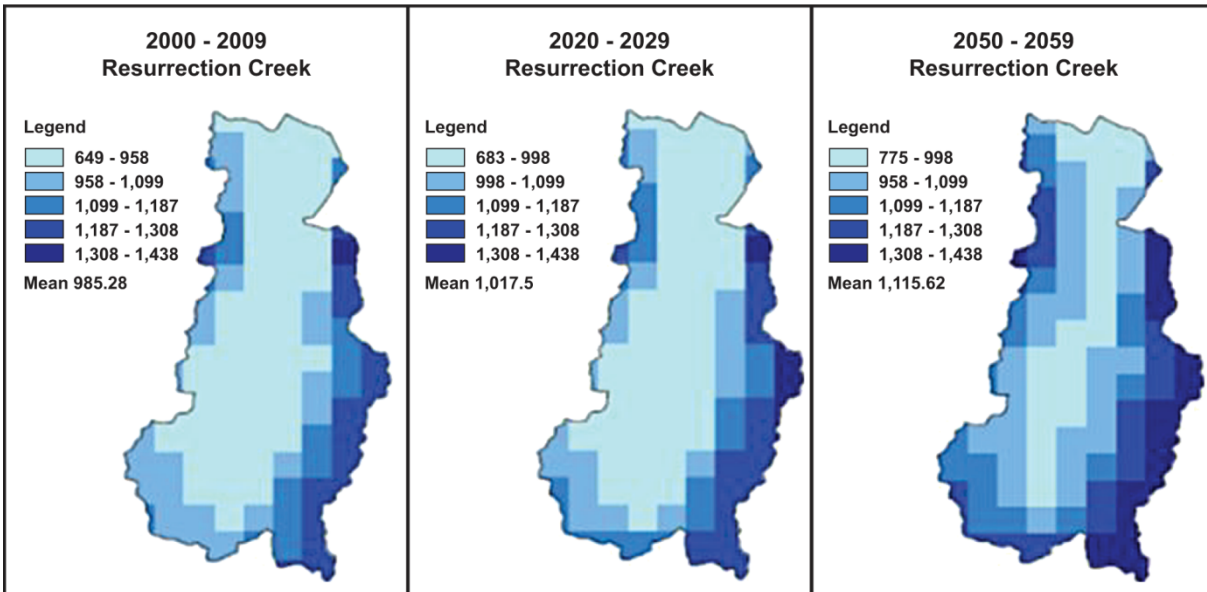 2000 - 2009
Resurrection Creek
Legend
649 - 958
958 - 1,099
1,099 - 1,187
1,187 - 1,308
1,308 - 1,438
Mean 985.28
2020 - 2029
Resurrection Creek
Legend
683 - 998
998 - 1,099
1,099 - 1,187
1,187 - 1,308
1,308 - 1,438
Mean 1,017.5
2050 - 2059
Resurrection Creek
Legend
775 - 998
958 - 1,099
1,099 - 1,187
1,187 - 1,308
1,308 - 1,438
Mean 1,115.62